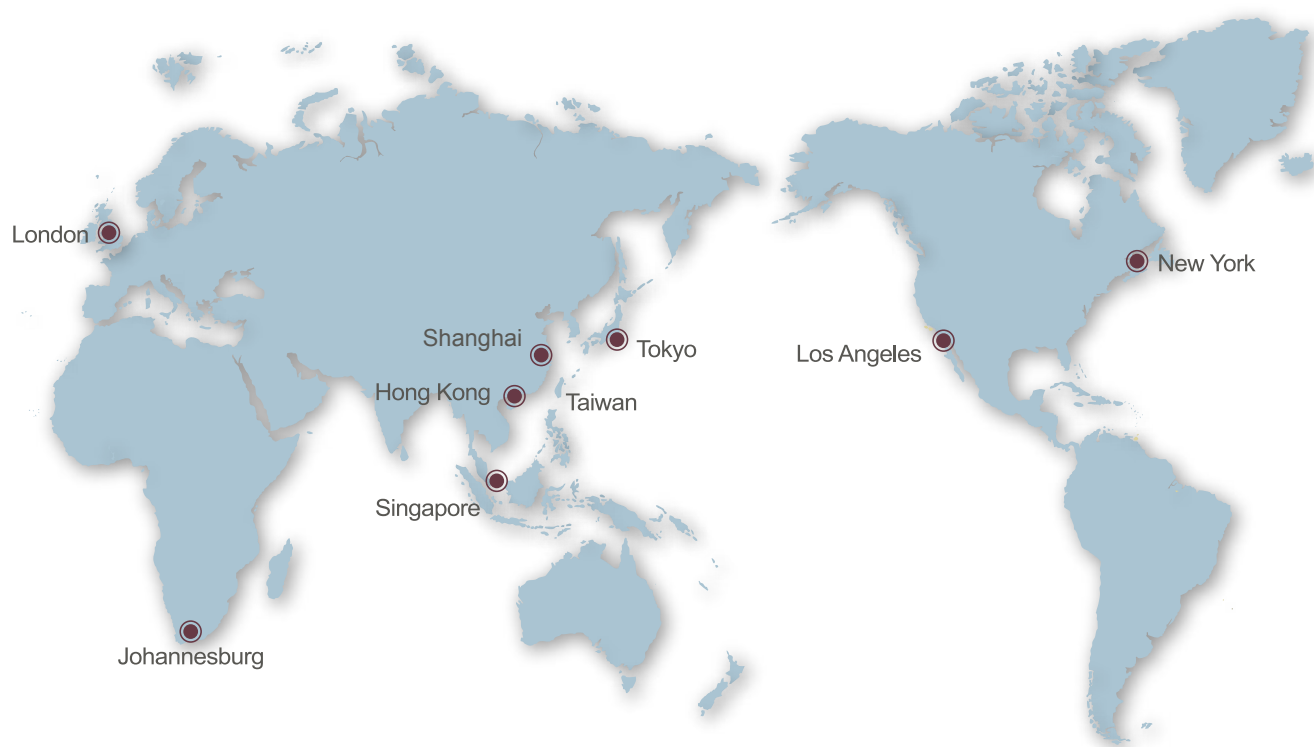 London
New York
Shanghai
Tokyo
Los Angeles
Hong Kong
Taiwan
Singapore
Johannesburg